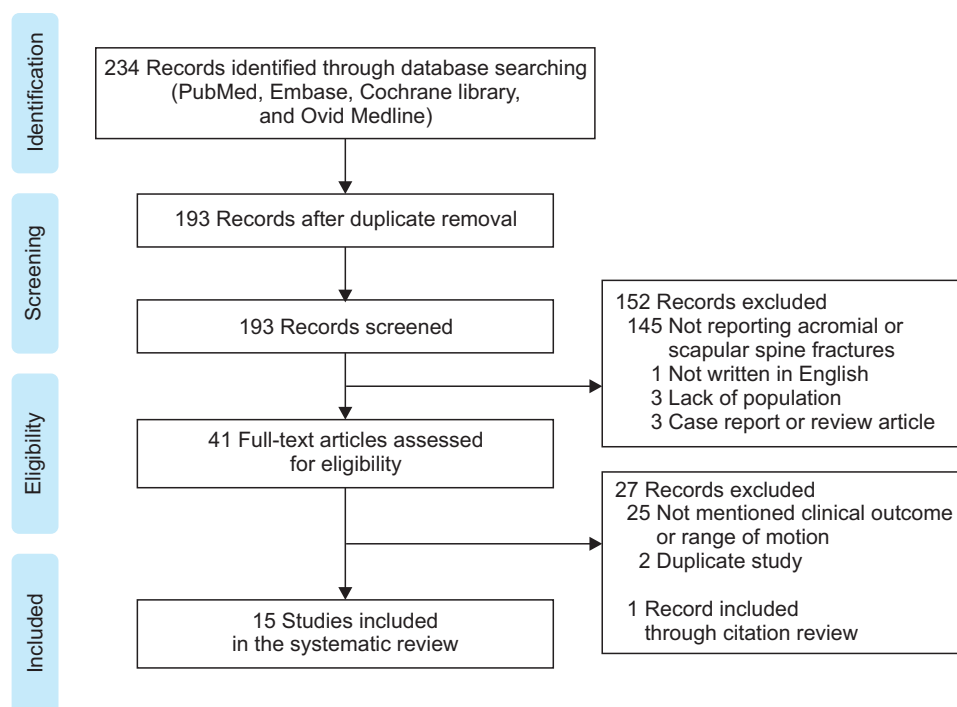 Identification
234 Records identified through database searching
(PubMed, Embase, Cochrane library,
and Ovid Medline)
Screening
193 Records after duplicate removal
193 Records screened
152 Records excluded
145 Not reporting acromial or
scapular spine fractures
1 Not written in English
3 Lack of population
3 Case report or review article
Eligibility
41 Full-text articles assessed
for eligibility
27 Records excluded
25 Not mentioned clinical outcome
or range of motion
2 Duplicate study
1 Record included
through citation review
Included
15 Studies included
in the systematic review